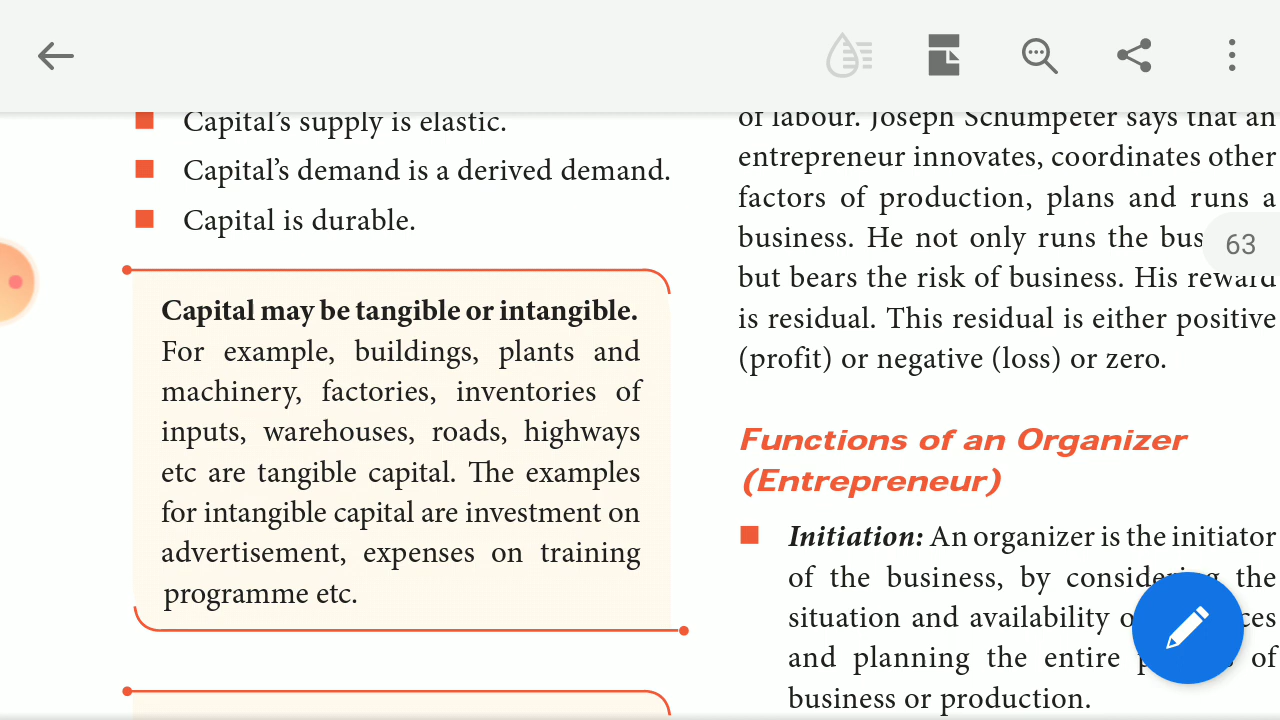 Capital's supply is elastic.
Capital's demand is a derived demand.
Capital is durable.
Capital may be tangible or intangible.
For example, buildings, plants and
machinery, factories, inventories of
inputs, warehouses, roads, highways
etc are tangible capital. The examples
for intangible capital are investment on
advertisement, expenses on training
programme etc.
of labour. Joseph Schumpeter says that an
entrepreneur innovates, coordinates other
factors of production, plans and runs a
business. He not only runs the
but bears the risk of business. His reward
is residual. This residual is either positive
(profit) or negative (loss) or zero.
Functions of an Organizer
(Entrepreneur)
Initiation: An organizer is the initiator
of the business, by considering the
situation and availability
and planning the entire of
business or production.
63